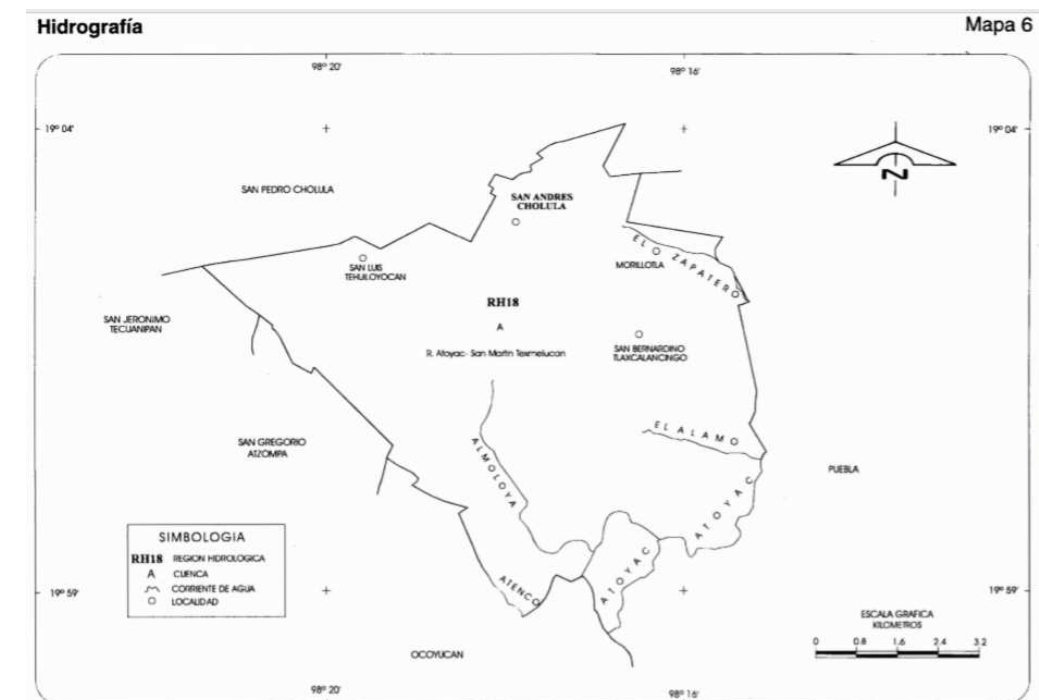 Hidrografía
Mapa 6
98° 20'
98° 16'
19° 04'
19° 04'
SAN PEDRO CHOLULA
SAN ANDRES
CHOLULA
EL ZAPATERO
MORILLOTLA
SAN LUIS
TEHUILOYOCAN
RH18
A
R. Atoyac- San Martin Texmelucan
SAN JERONIMO
TECUANIPAN
SAN BERNARDINO
TLAXCALANCINGO
EL ALAMO
SAN GREGORIO
ATZOMPA
ALMOLOYA
PUEBLA
ATOYAC
ATOYAC
ATENCO
SIMBOLOGIA
RH18 REGION HIDROLOGICA
A CUENCA
CORRIENTE DE AGUA
LOCALIDAD
19° 59'
19° 59'
ESCALA GRAFICA
KILOMETROS
0 0.8 1.6 2.4 3.2
OCOYUCAN
98° 20'
98° 16'
N